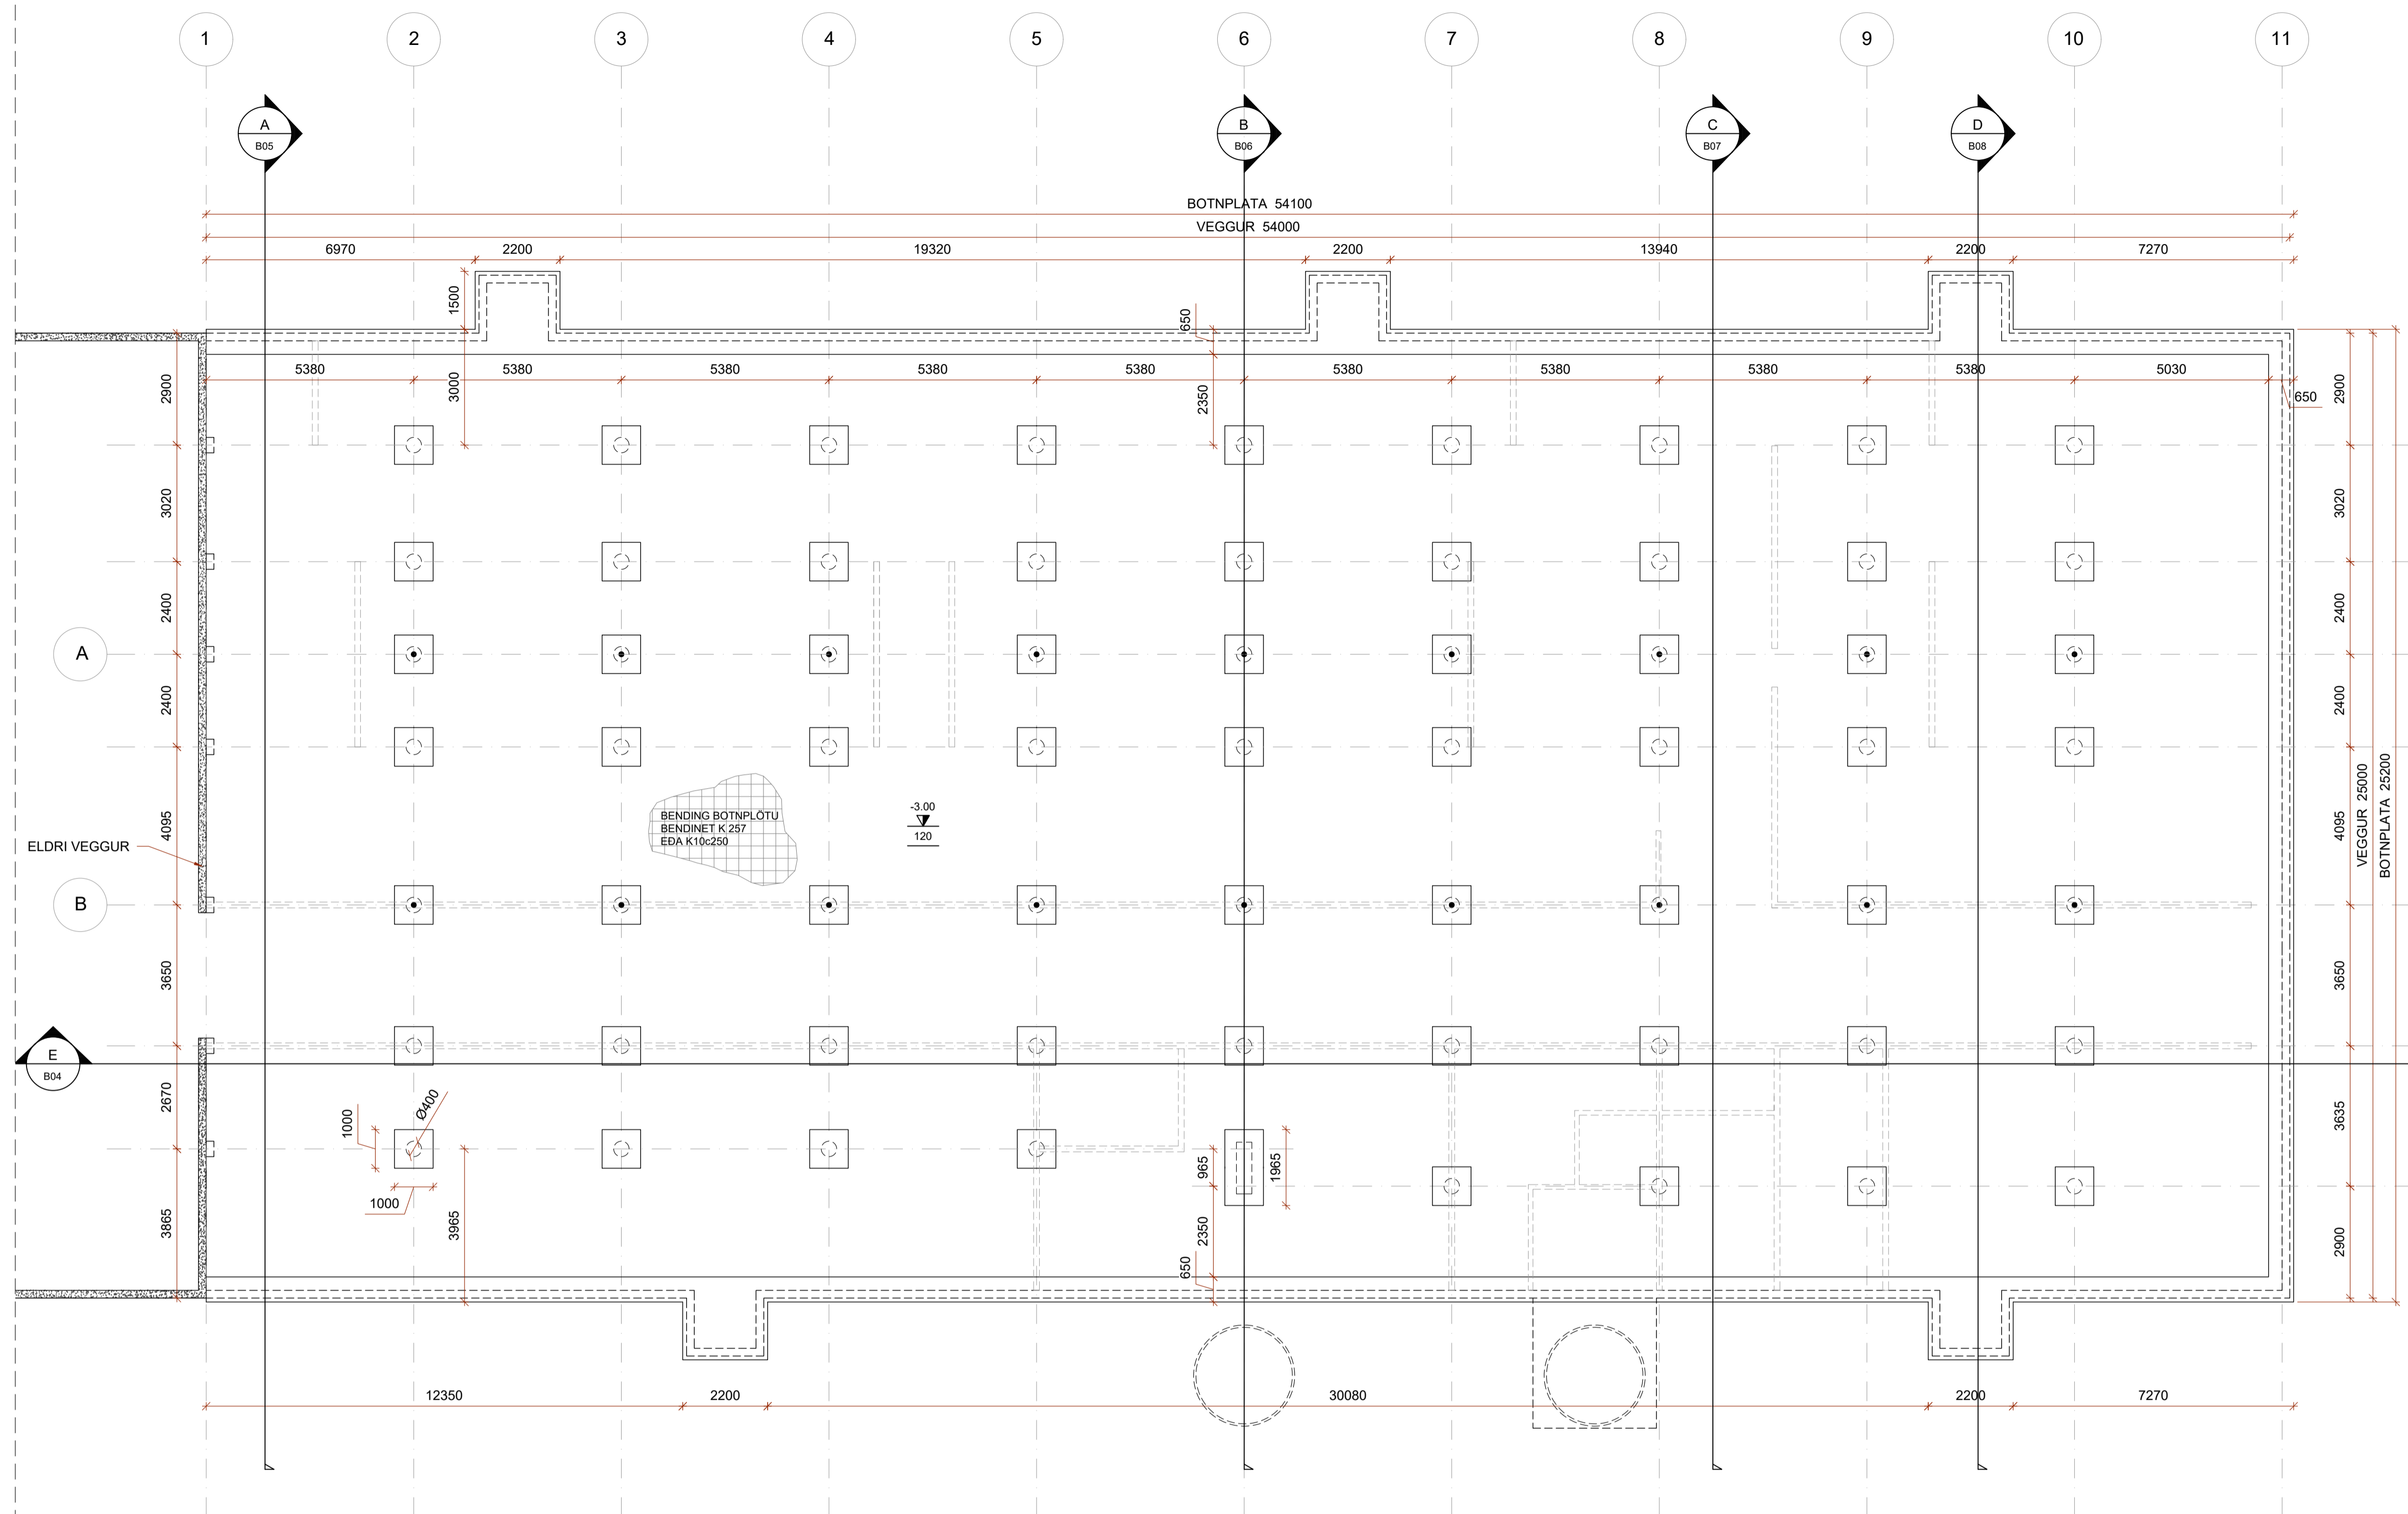 1 2 3 4 5 6 7 8 9 10 11
A B C D
B05 B06 B07 B08
BOTNPLATA 54100
VEGGUR 54000
6970 2200 19320 2200 13940 2200 7270
1500
650
5380 5380 5380 5380 5380 5380 5380 5380 5380 5030
650
2900 3000 2350 2900
3020 3020
2400 2400
A
2400 2400
BENDING BOTNPLÖTU
BENDINET K 257
EÐA K10c250
-3.00
120
4095 4095
VEGGUR 25000
BOTNPLATA 25200
ELDRI VEGGUR
B
3650 3650
E
B04
2670 3635
1000
Ø400
965
1965
1000
3865 3965 2350 2900
650
12350 2200 30080 2200 7270